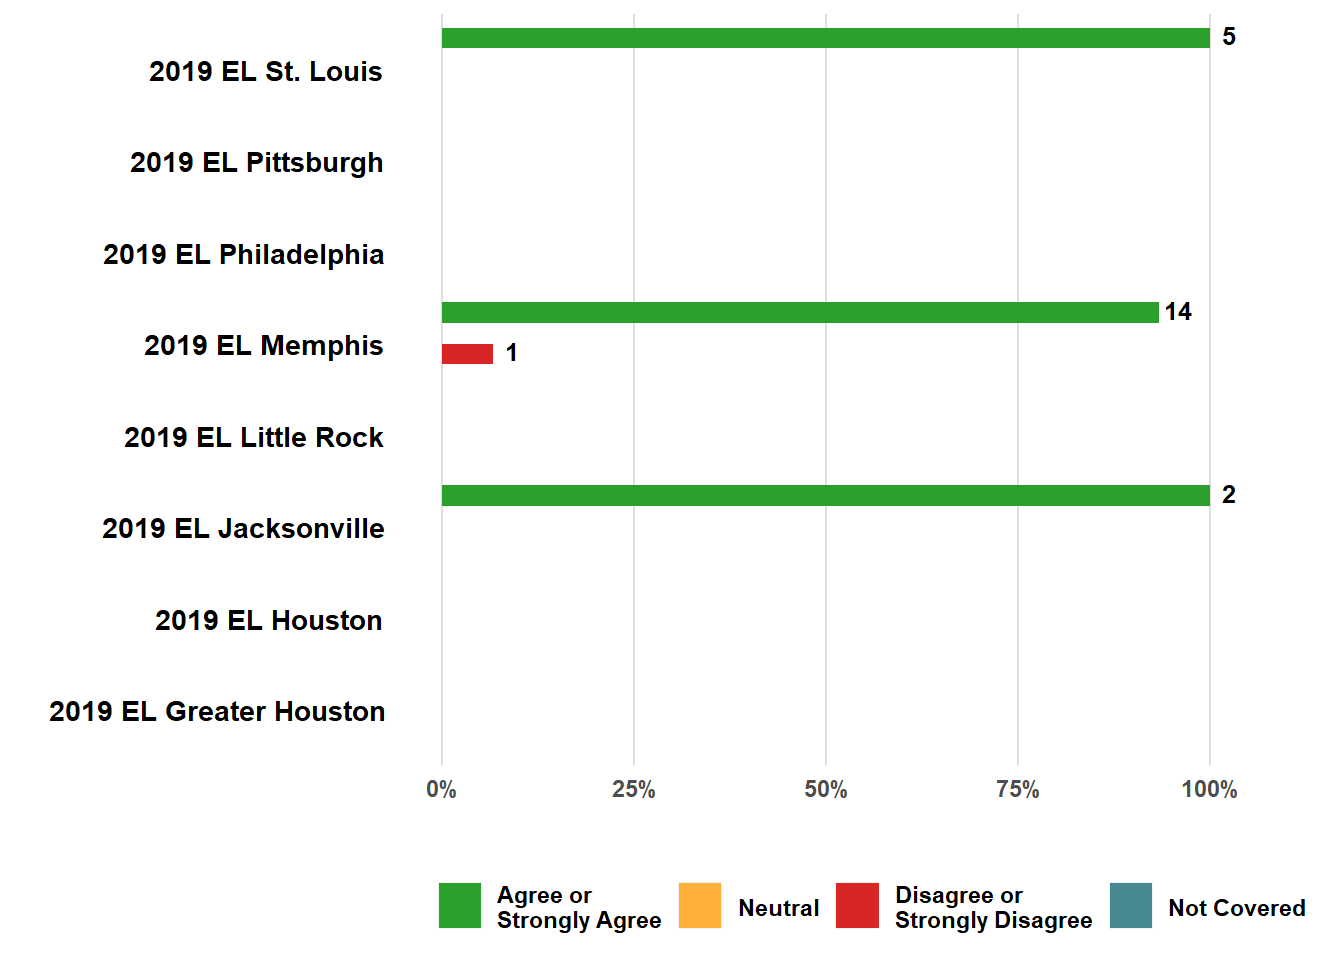 5
2019 EL St. Louis
2019 EL Pittsburgh
2019 EL Philadelphia
14
2019 EL Memphis
1
2019 EL Little Rock
2
2019 EL Jacksonville
2019 EL Houston
2019 EL Greater Houston
0% 25% 50% 75% 100%
Agree or
Strongly Agree
Neutral
Disagree or
Strongly Disagree
Not Covered